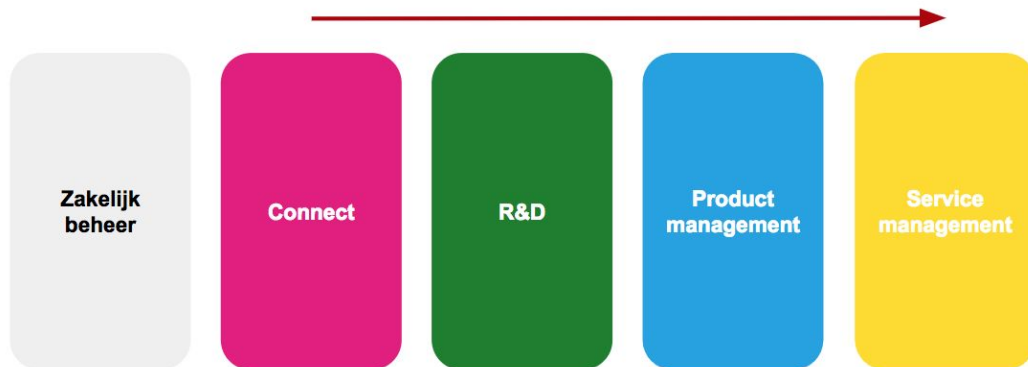 Zakelijk
beheer
Connect
R&D
Product
management
Service
management